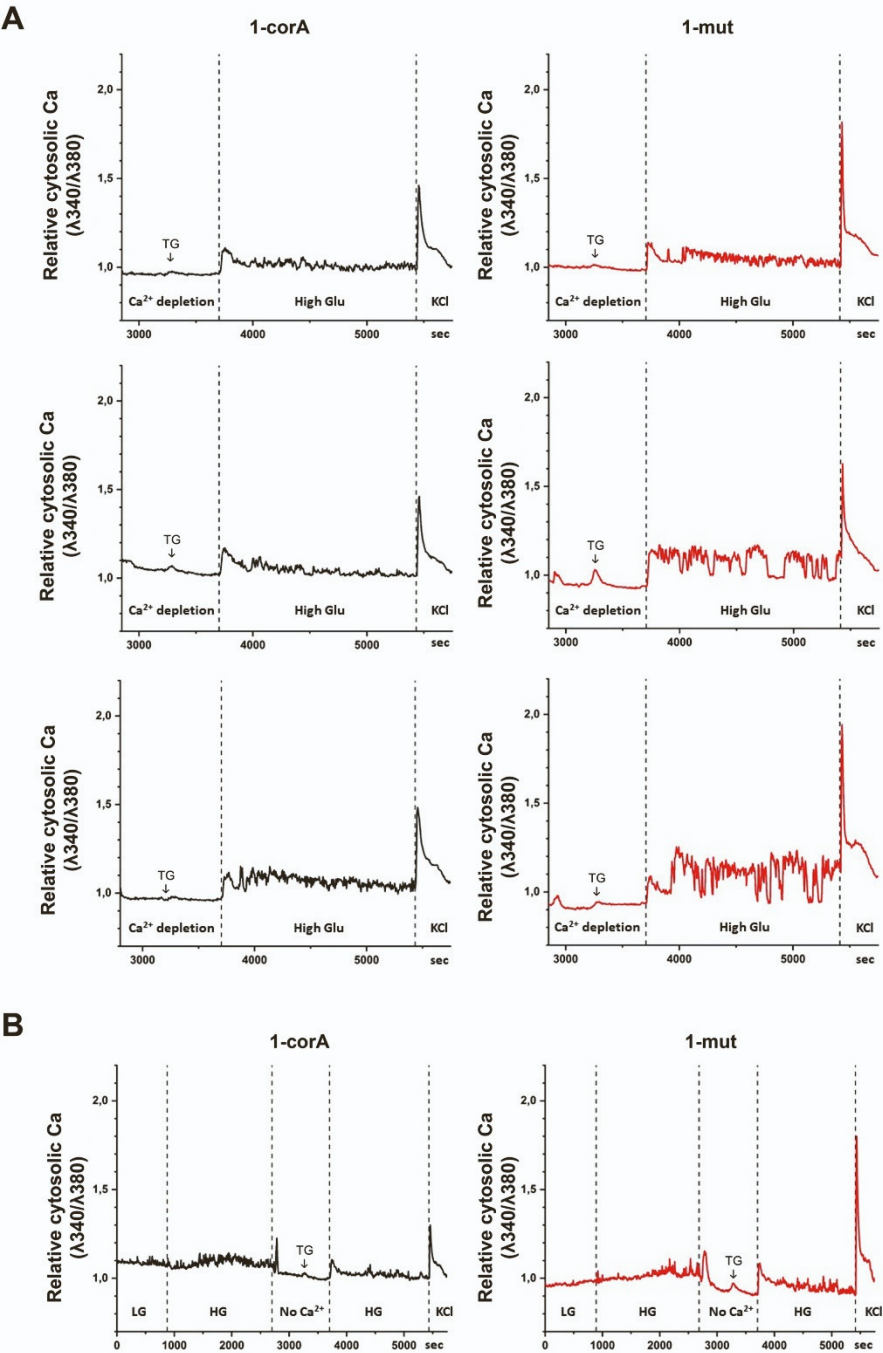 A
1-corA
1-mut
Relative cytosolic Ca
(λ340/λ380)
2,0
1,5
1,0
TG
Ca²⁺ depletion
High Glu
KCl
3000
4000
5000
sec
Relative cytosolic Ca
(λ340/λ380)
2,0
1,5
1,0
TG
Ca²⁺ depletion
High Glu
KCl
3000
4000
5000
sec
Relative cytosolic Ca
(λ340/λ380)
2,0
1,5
1,0
TG
Ca²⁺ depletion
High Glu
KCl
3000
4000
5000
sec
Relative cytosolic Ca
(λ340/λ380)
2,0
1,5
1,0
TG
Ca²⁺ depletion
High Glu
KCl
3000
4000
5000
sec
Relative cytosolic Ca
(λ340/λ380)
2,0
1,5
1,0
TG
Ca²⁺ depletion
High Glu
KCl
3000
4000
5000
sec
Relative cytosolic Ca
(λ340/λ380)
2,0
1,5
1,0
TG
Ca²⁺ depletion
High Glu
KCl
3000
4000
5000
sec
B
1-corA
1-mut
Relative cytosolic Ca
(λ340/λ380)
2,0
1,5
1,0
TG
LG
HG
No Ca²⁺
HG
KCl
0
1000
2000
3000
4000
5000
sec
Relative cytosolic Ca
(λ340/λ380)
2,0
1,5
1,0
TG
LG
HG
No Ca²⁺
HG
KCl
0
1000
2000
3000
4000
5000
sec